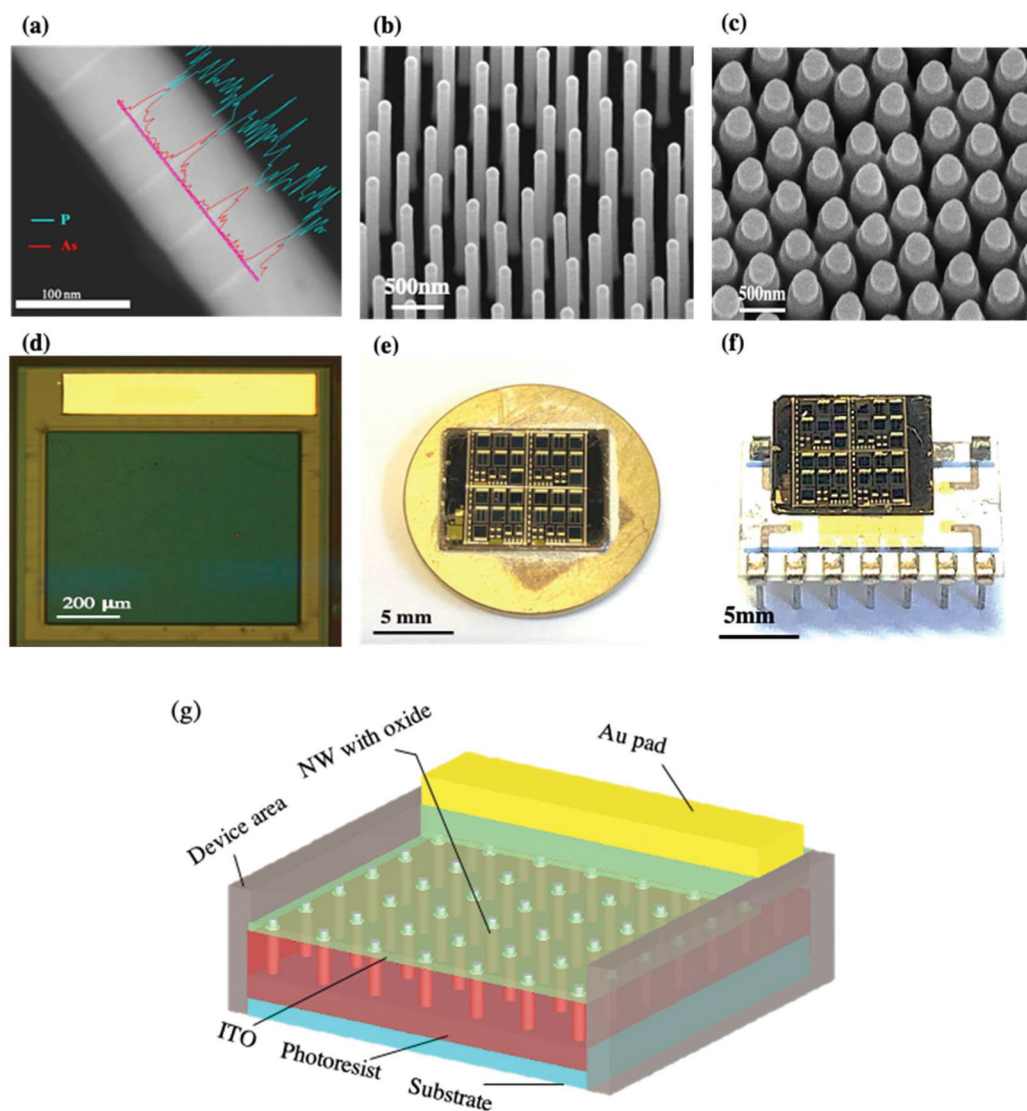 (a)
P
As
100 nm
(b)
500nm
(c)
500nm
(d)
200 μm
(e)
5 mm
(f)
5mm
(g)
NW with oxide
Au pad
Device area
ITO
Photoresist
Substrate